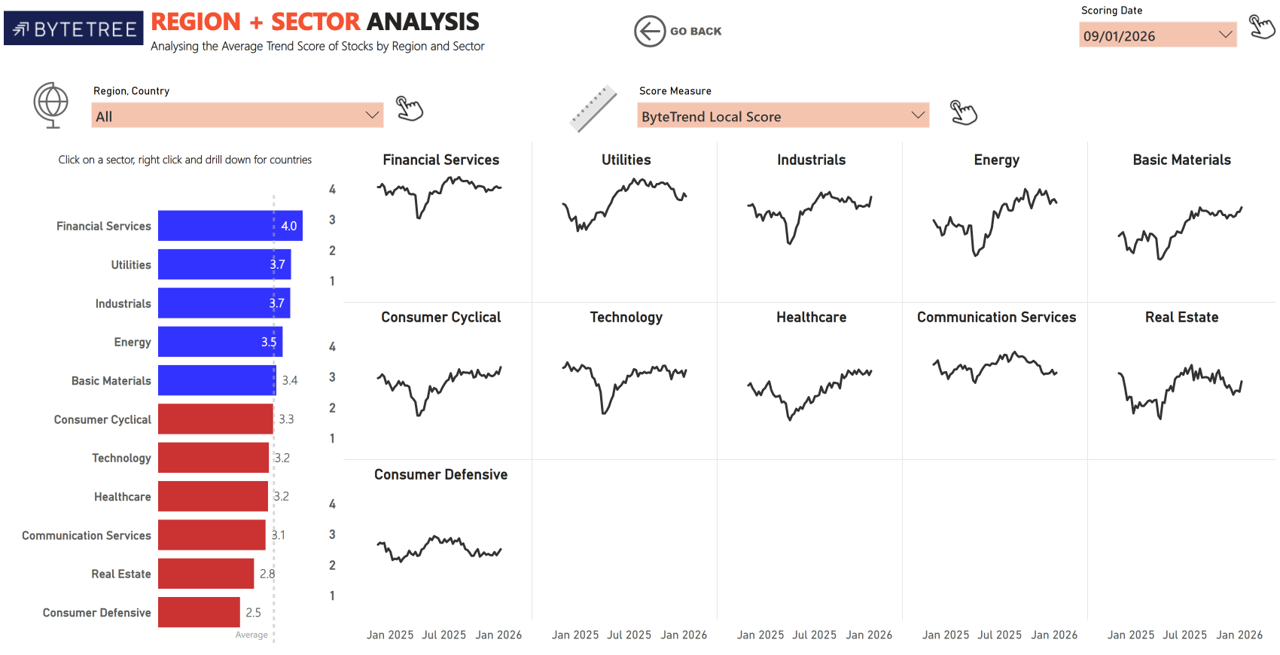 BYTETREE
REGION + SECTOR ANALYSIS
Analysing the Average Trend Score of Stocks by Region and Sector
GO BACK
Scoring Date
09/01/2026
Region, Country
All
Score Measure
ByteTrend Local Score
Click on a sector, right click and drill down for countries
Financial Services 4.0
Utilities 3.7
Industrials 3.7
Energy 3.5
Basic Materials 3.4
Consumer Cyclical 3.3
Technology 3.2
Healthcare 3.2
Communication Services 3.1
Real Estate 2.8
Consumer Defensive 2.5
Average
Financial Services Utilities Industrials Energy Basic Materials
4
3
2
1
Consumer Cyclical Technology Healthcare Communication Services Real Estate
4
3
2
1
Consumer Defensive
4
3
2
1
Jan 2025 Jul 2025 Jan 2026 Jan 2025 Jul 2025 Jan 2026 Jan 2025 Jul 2025 Jan 2026 Jan 2025 Jul 2025 Jan 2026 Jan 2025 Jul 2025 Jan 2026